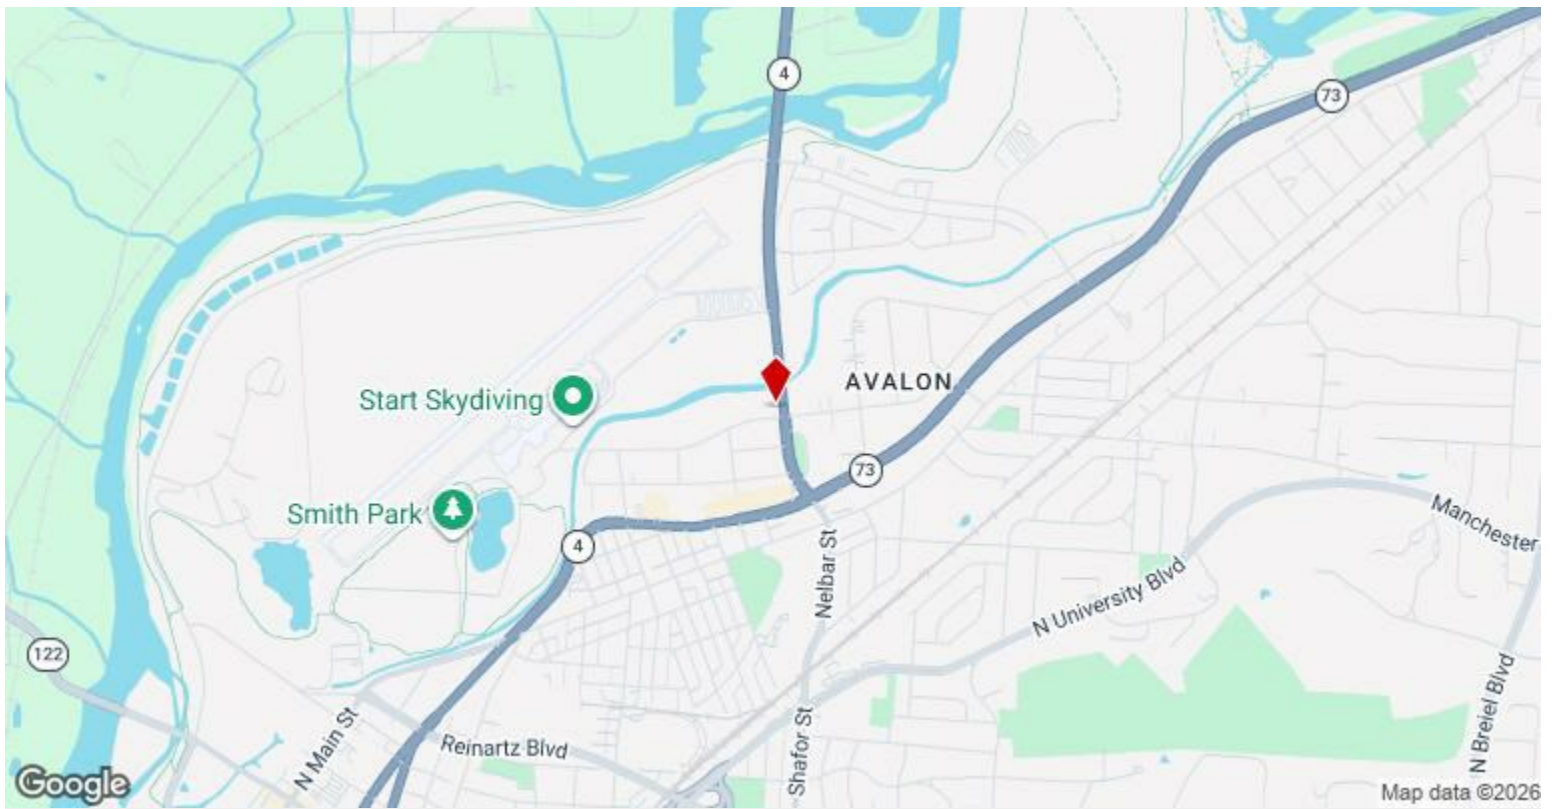 4
73
AVALON
Start Skydiving
73
Smith Park
4
Manchester
Nelbar St
N University Blvd
122
N Main St
Reinartz Blvd
Shafor St
N Breiel Blvd
Google
Map data ©2026